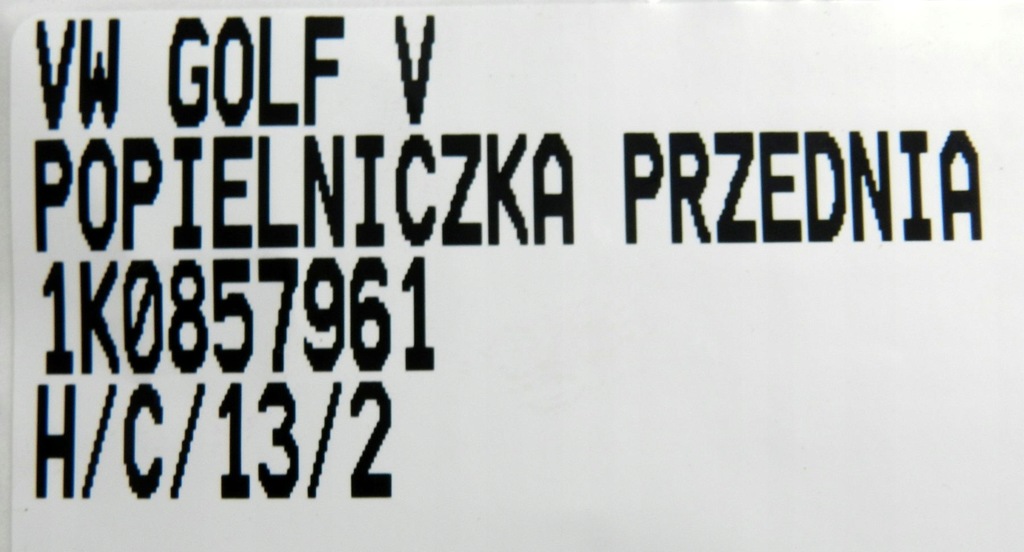 VW GOLF V
POPIELNICZKA PRZEDNIA
1K0857961
H/C/13/2